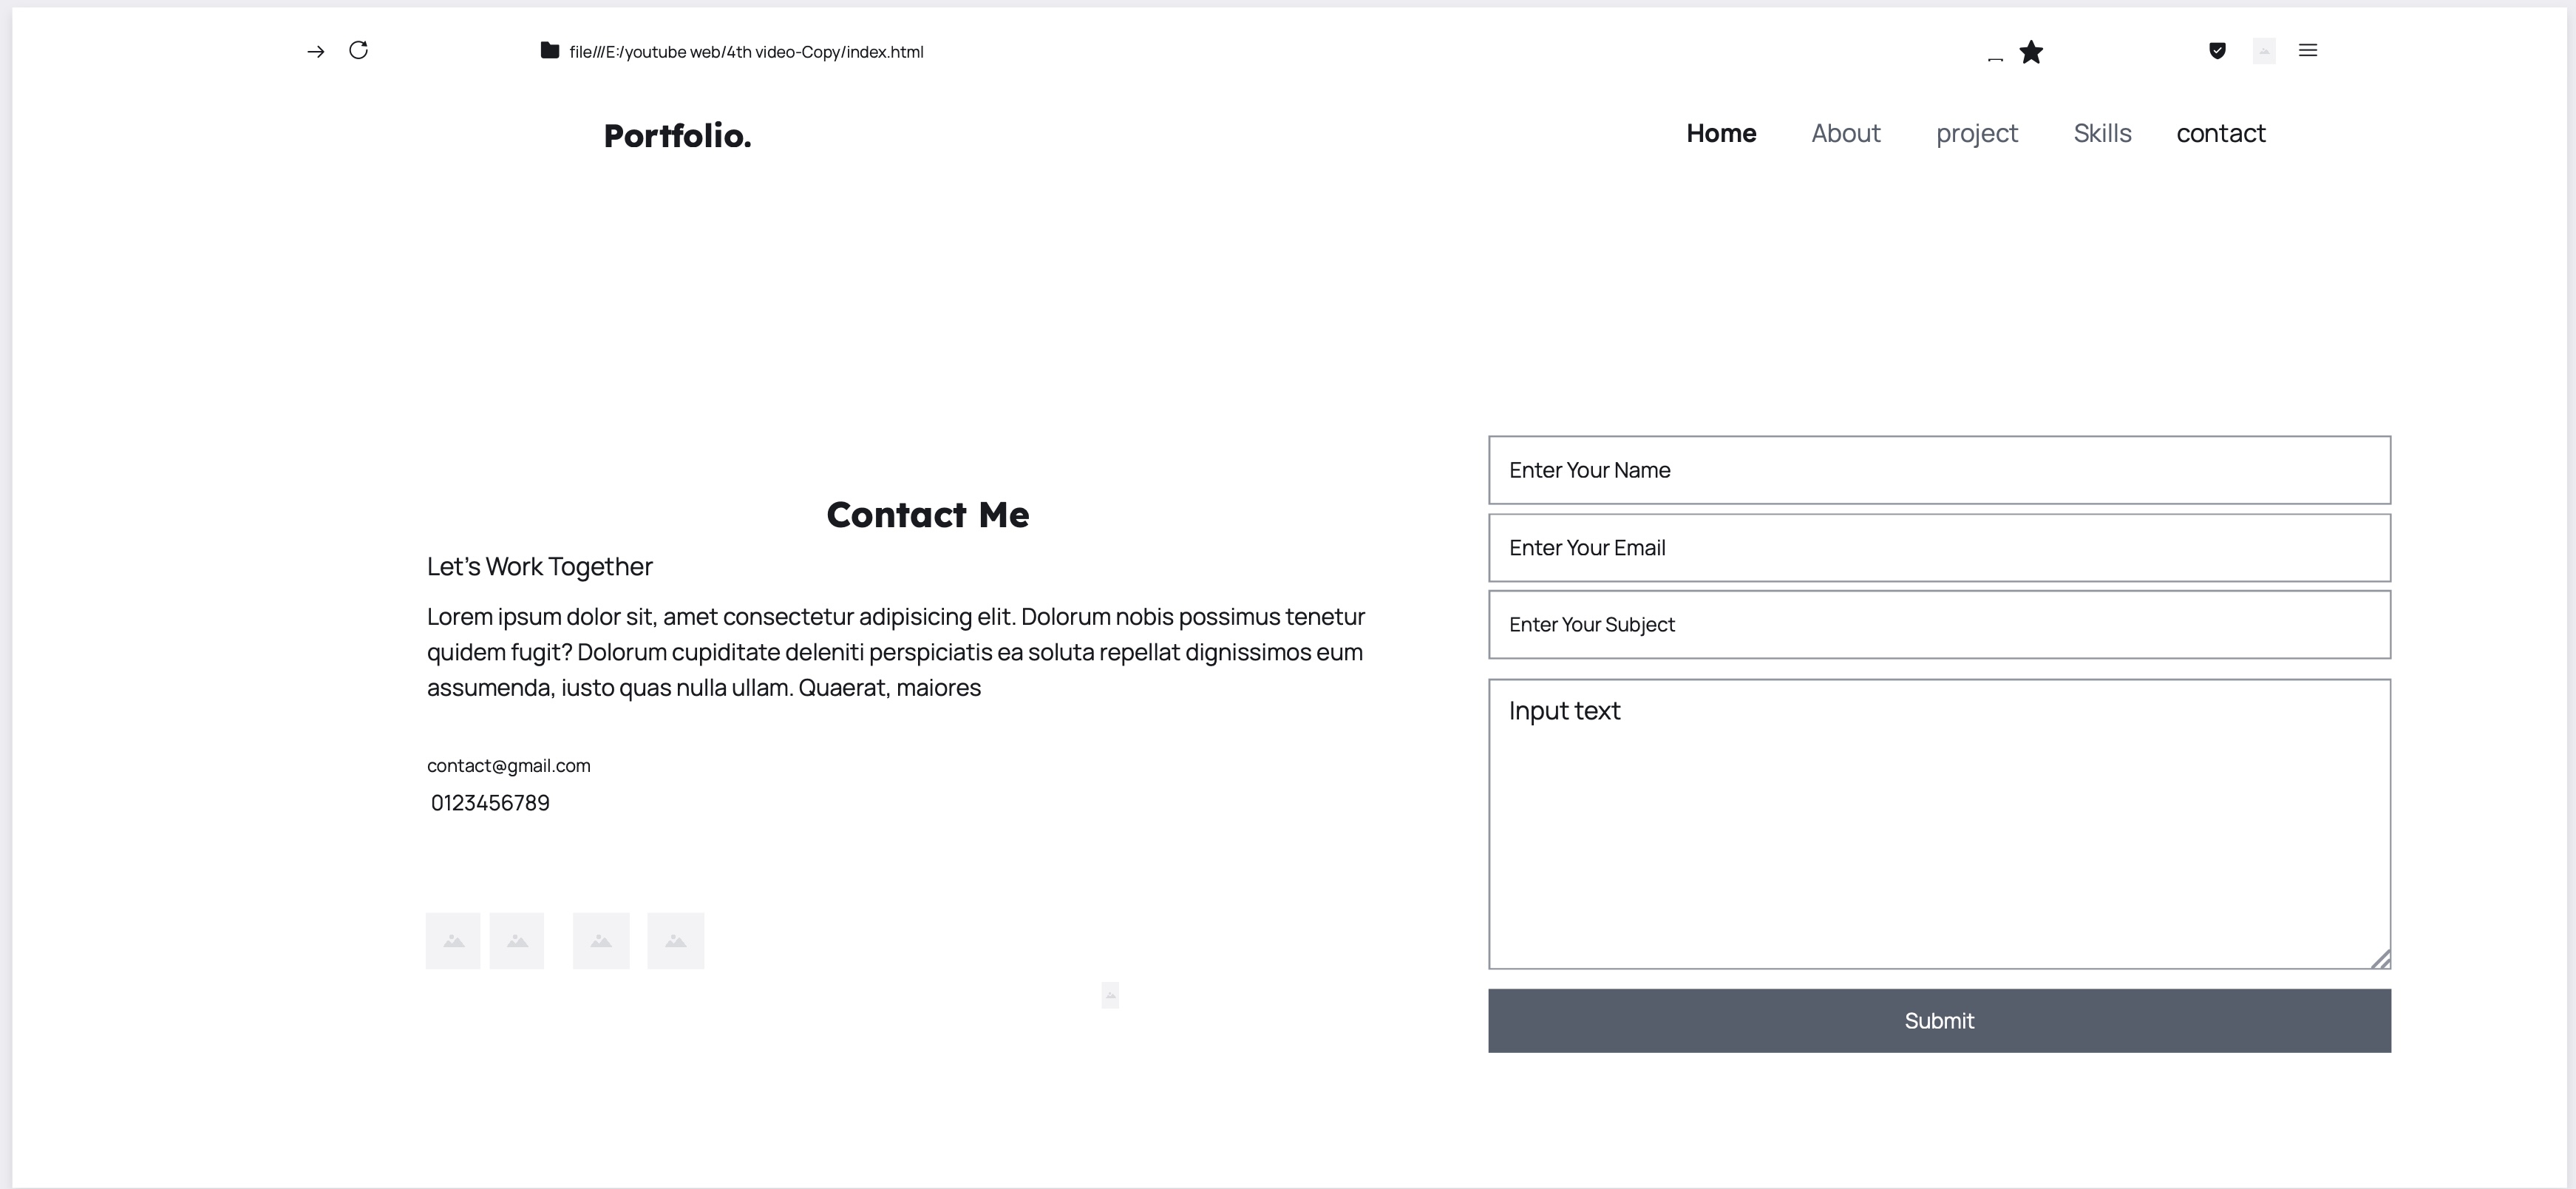 file///E:/youtube web/4th video-Copy/index.html
Portfolio.
Home About project Skills contact
Contact Me
Let's Work Together
Lorem ipsum dolor sit, amet consectetur adipisicing elit. Dolorum nobis possimus tenetur
quidem fugit? Dolorum cupiditate deleniti perspiciatis ea soluta repellat dignissimos eum
assumenda, iusto quas nulla ullam. Quaerat, maiores
contact@gmail.com
0123456789
Enter Your Name
Enter Your Email
Enter Your Subject
Input text
Submit